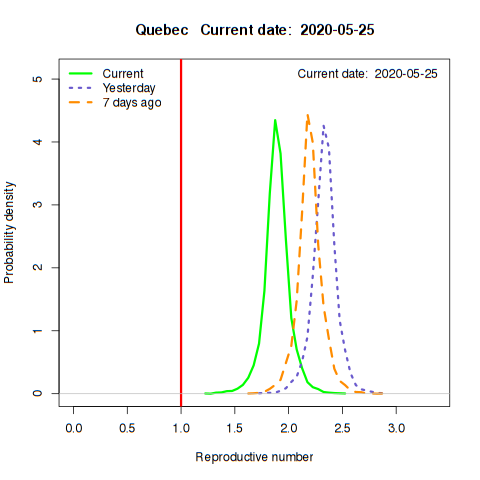 Quebec Current date: 2020-05-25
Current
Yesterday
7 days ago
Current date: 2020-05-25
Probability density
5
4
3
2
1
0
0.0 0.5 1.0 1.5 2.0 2.5 3.0
Reproductive number